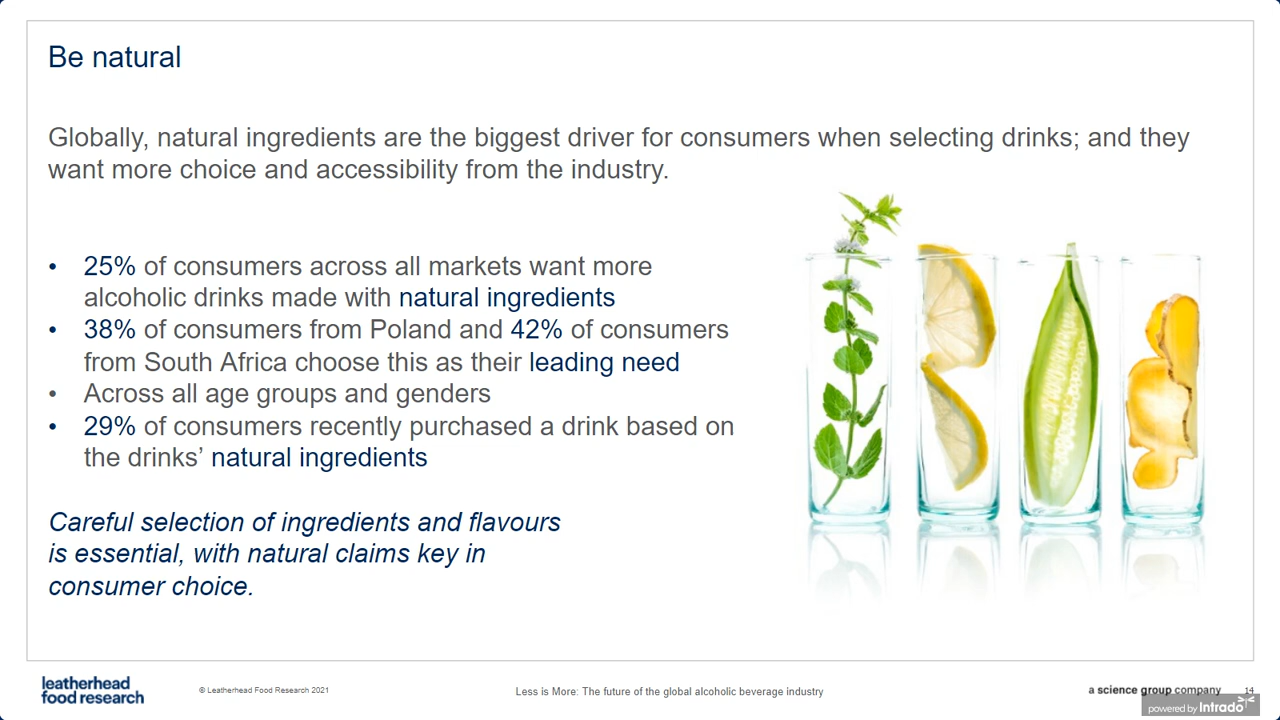 Be natural
Globally, natural ingredients are the biggest driver for consumers when selecting drinks; and they
want more choice and accessibility from the industry.
• 25% of consumers across all markets want more
alcoholic drinks made with natural ingredients
• 38% of consumers from Poland and 42% of consumers
from South Africa choose this as their leading need
• Across all age groups and genders
• 29% of consumers recently purchased a drink based on
the drinks’ natural ingredients
Careful selection of ingredients and flavours
is essential, with natural claims key in
consumer choice.
leatherhead
food research
© Leatherhead Food Research 2021
Less is More: The future of the global alcoholic beverage industry
a science group company
14
powered by Intrado